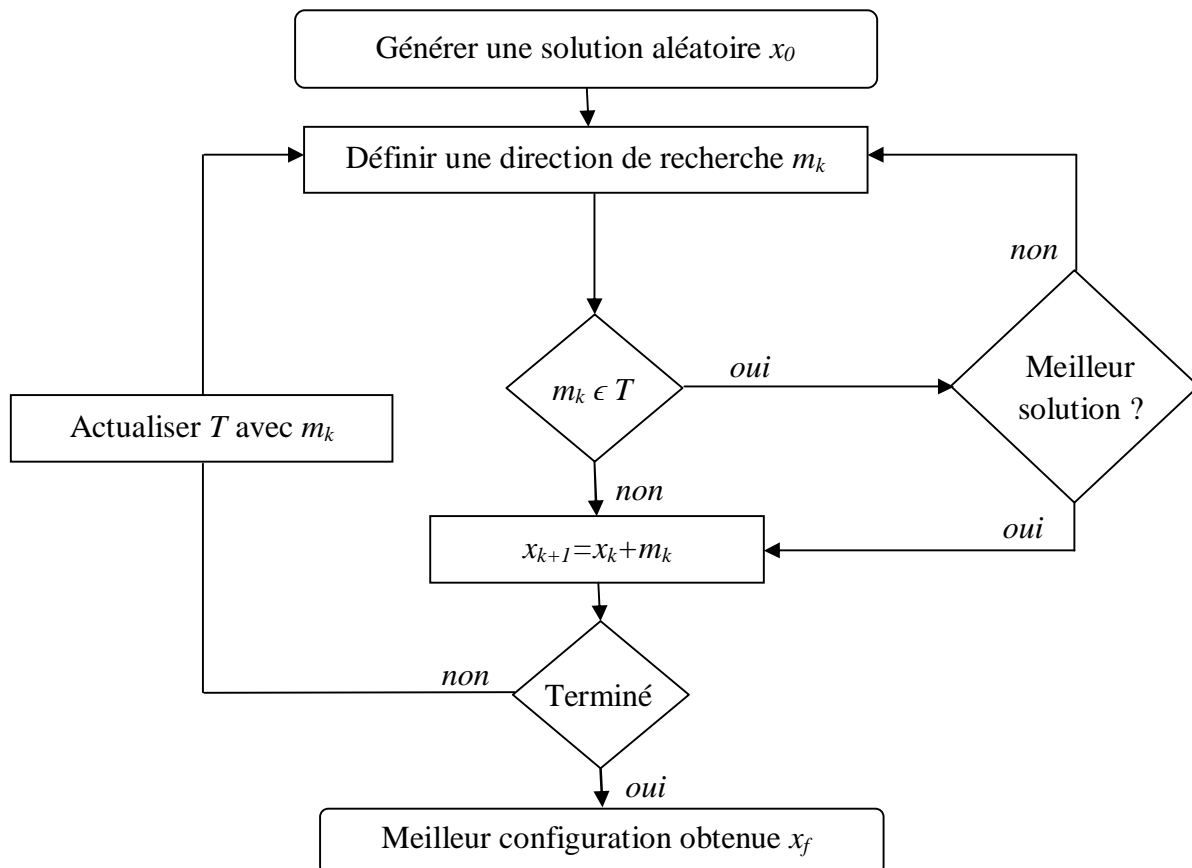 Générer une solution aléatoire x0
Définir une direction de recherche mk
non
mk ϵ T
oui
Meilleur
solution ?
Actualiser T avec mk
non
oui
xk+1=xk+mk
non
Terminé
oui
Meilleur configuration obtenue xf